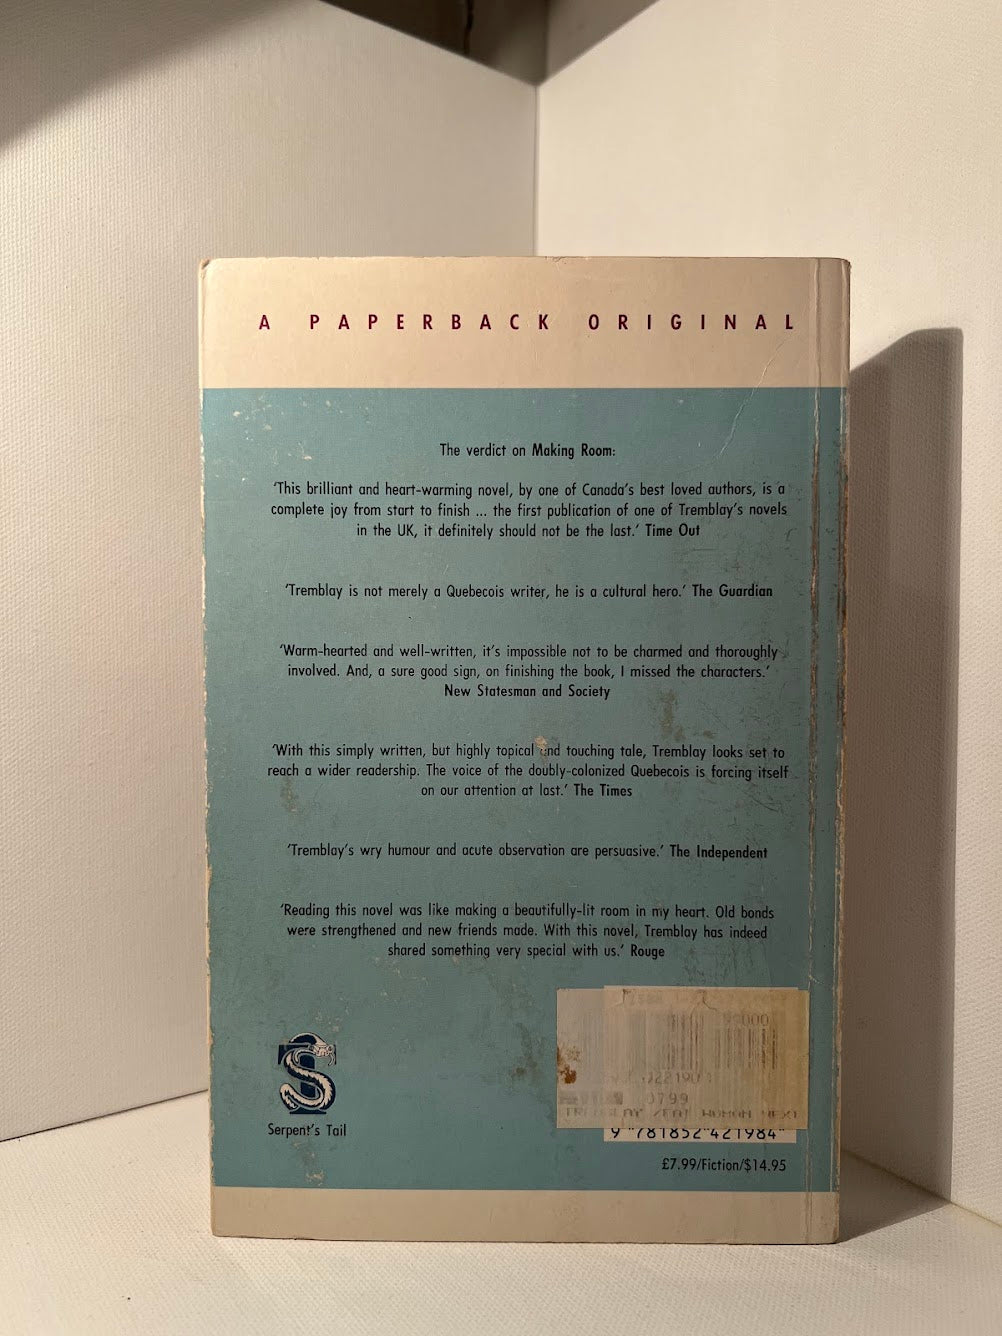 A PAPERBACK ORIGINAL
The verdict on Making Room:
‘This brilliant and heart-warming novel, by one of Canada’s best loved authors, is a
complete joy from start to finish ... the first publication of one of Tremblay’s novels
in the UK, it definitely should not be the last.’ Time Out
‘Tremblay is not merely a Quebecois writer, he is a cultural hero.’ The Guardian
‘Warm-hearted and well-written, it’s impossible not to be charmed and thoroughly
involved. And, a sure good sign, on finishing the book, I missed the characters.’
New Statesman and Society
‘With this simply written, but highly topical and touching tale, Tremblay looks set to
reach a wider readership. The voice of the doubly-colonized Quebecois is forcing itself
on our attention at last.’ The Times
‘Tremblay’s wry humour and acute observation are persuasive.’ The Independent
‘Reading this novel was like making a beautifully-lit room in my heart. Old bonds
were strengthened and new friends made. With this novel, Tremblay has indeed
shared something very special with us.’ Rouge
S
Serpent’s Tail
0799
9 781852 421984
£7.99/Fiction/$14.95